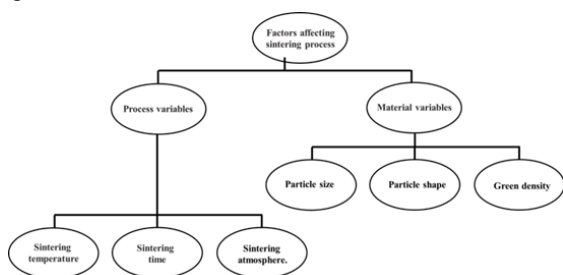 Factors affecting
sintering process
Process variables
Material variables
Particle size
Particle shape
Green density
Sintering
temperature
Sintering
time
Sintering
atmosphere.